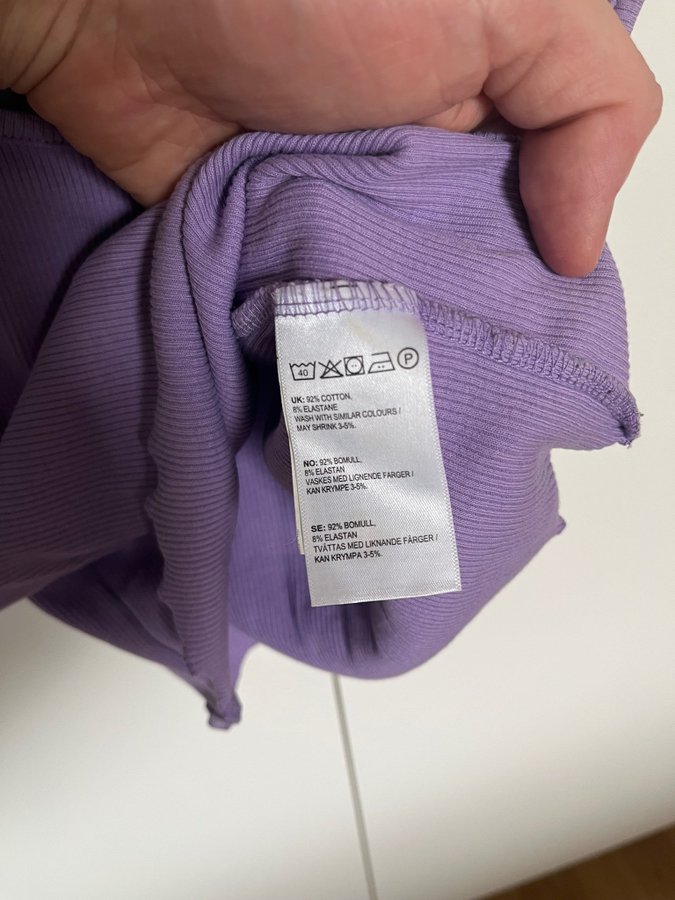 40 P
UK: 92% COTTON,
8% ELASTANE
WASH WITH SIMILAR COLOURS /
MAY SHRINK 3-5%.
NO: 92% BOMULL,
8% ELASTAN
VASKES MED LIGNENDE FARGER /
KAN KRYMPE 3-5%.
SE: 92% BOMULL,
8% ELASTAN
TVÄTTAS MED LIKNANDE FÄRGER /
KAN KRYMPA 3-5%.